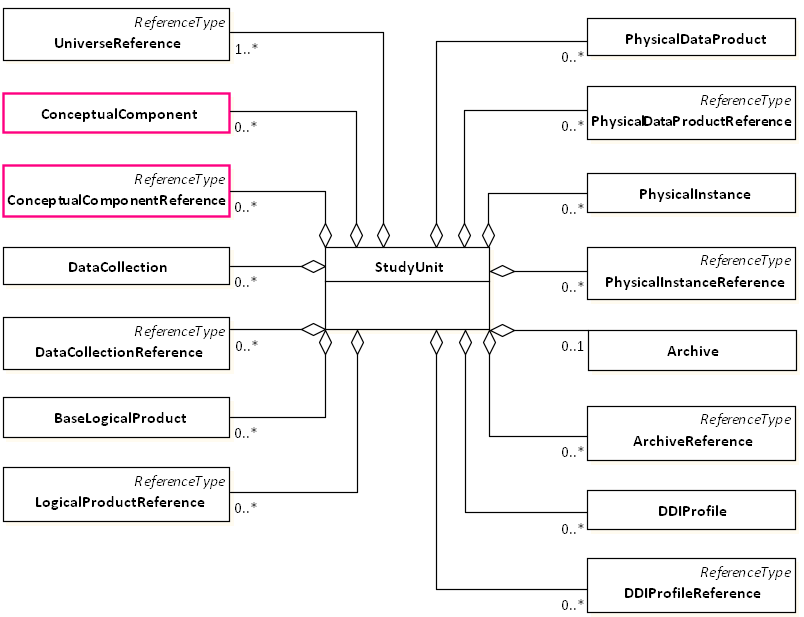 ReferenceType
UniverseReference
1..*
ConceptualComponent
0..*
ReferenceType
ConceptualComponentReference
0..*
DataCollection
0..*
ReferenceType
DataCollectionReference
0..*
BaseLogicalProduct
0..*
ReferenceType
LogicalProductReference
0..*
StudyUnit
PhysicalDataProduct
0..*
ReferenceType
PhysicalDataProductReference
0..*
PhysicalInstance
0..*
ReferenceType
PhysicalInstanceReference
0..*
Archive
0..1
ReferenceType
ArchiveReference
0..*
DDIProfile
0..*
ReferenceType
DDIProfileReference
0..*